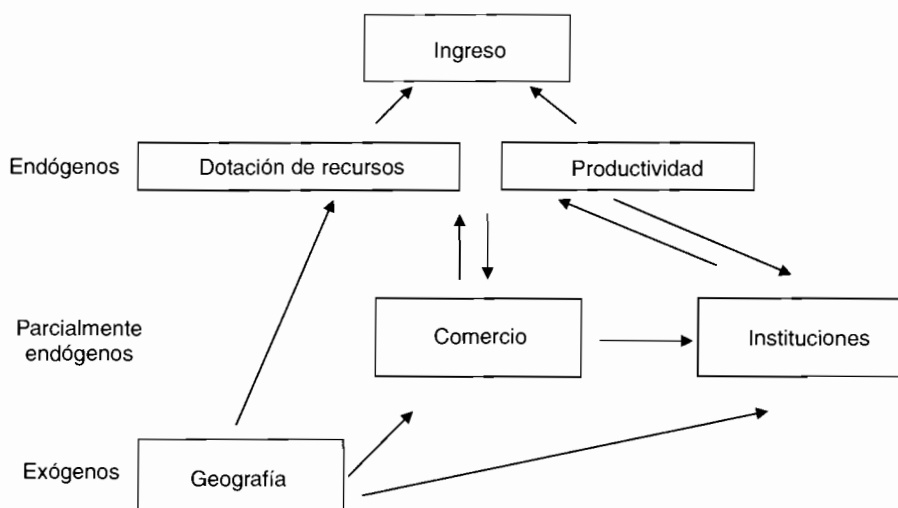 Ingreso
Endógenos
Dotación de recursos
Productividad
Parcialmente
endógenos
Comercio
Instituciones
Exógenos
Geografía